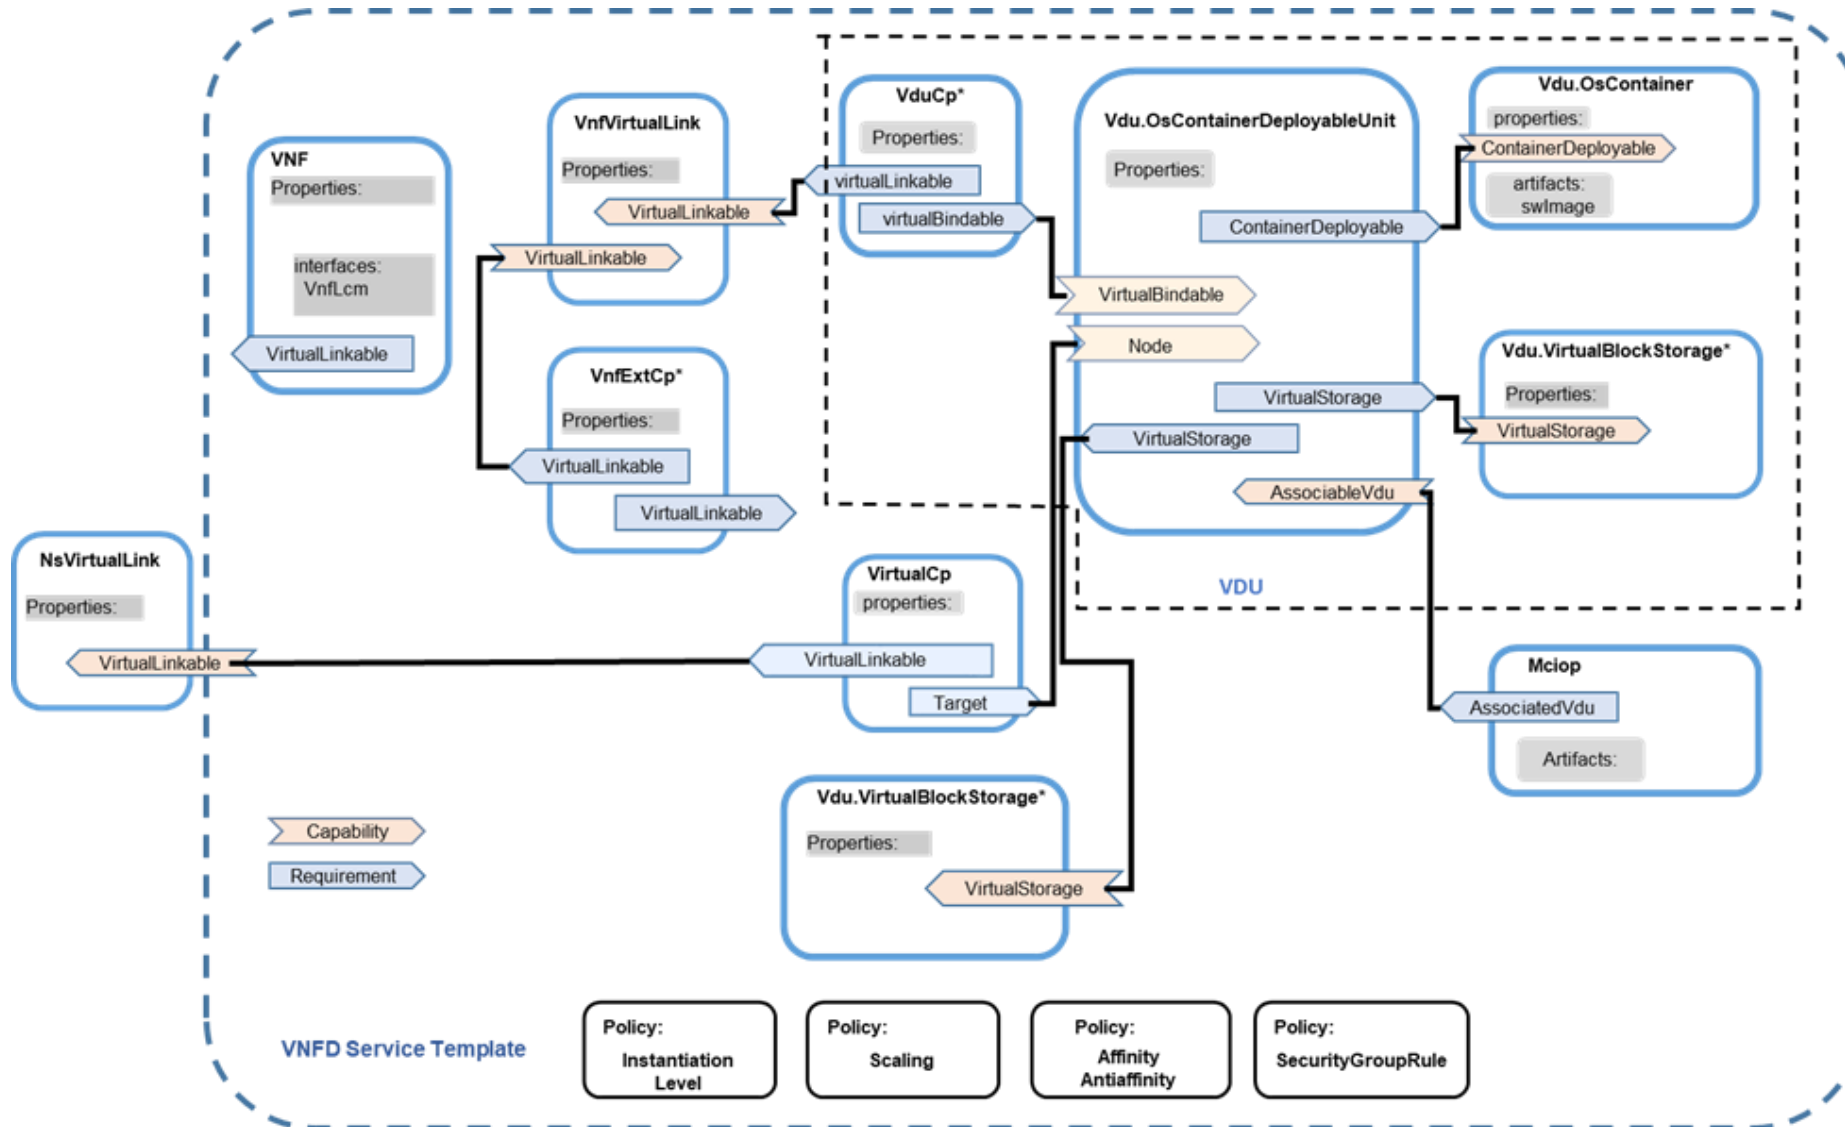 VNF
Properties:
interfaces:
VnfLcm
VirtualLinkable
VnfVirtualLink
Properties:
VirtualLinkable
VirtualLinkable
VnfExtCp*
Properties:
VirtualLinkable
VirtualLinkable
VduCp*
Properties:
virtualLinkable
virtualBindable
Vdu.OsContainerDeployableUnit
Properties:
ContainerDeployable
VirtualBindable
Node
VirtualStorage
VirtualStorage
AssociableVdu
Vdu.OsContainer
properties:
ContainerDeployable
artifacts:
swImage
Vdu.VirtualBlockStorage*
Properties:
VirtualStorage
VDU
NsVirtualLink
Properties:
VirtualLinkable
VirtualCp
properties:
VirtualLinkable
Target
Mciop
AssociatedVdu
Artifacts:
Vdu.VirtualBlockStorage*
Properties:
VirtualStorage
Capability
Requirement
VNFD Service Template
Policy:
Instantiation
Level
Policy:
Scaling
Policy:
Affinity
Antiaffinity
Policy:
SecurityGroupRule